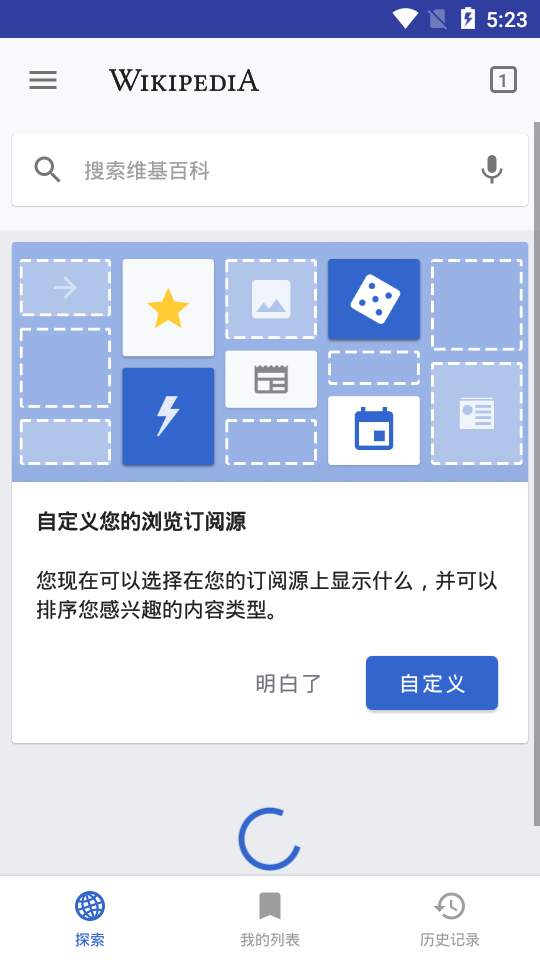 5:23
WIKIPEDIA
1
搜索维基百科
自定义您的浏览订阅源
您现在可以选择在您的订阅源上显示什么，并可以
排序您感兴趣的内容类型。
明白了
自定义
探索
我的列表
历史记录